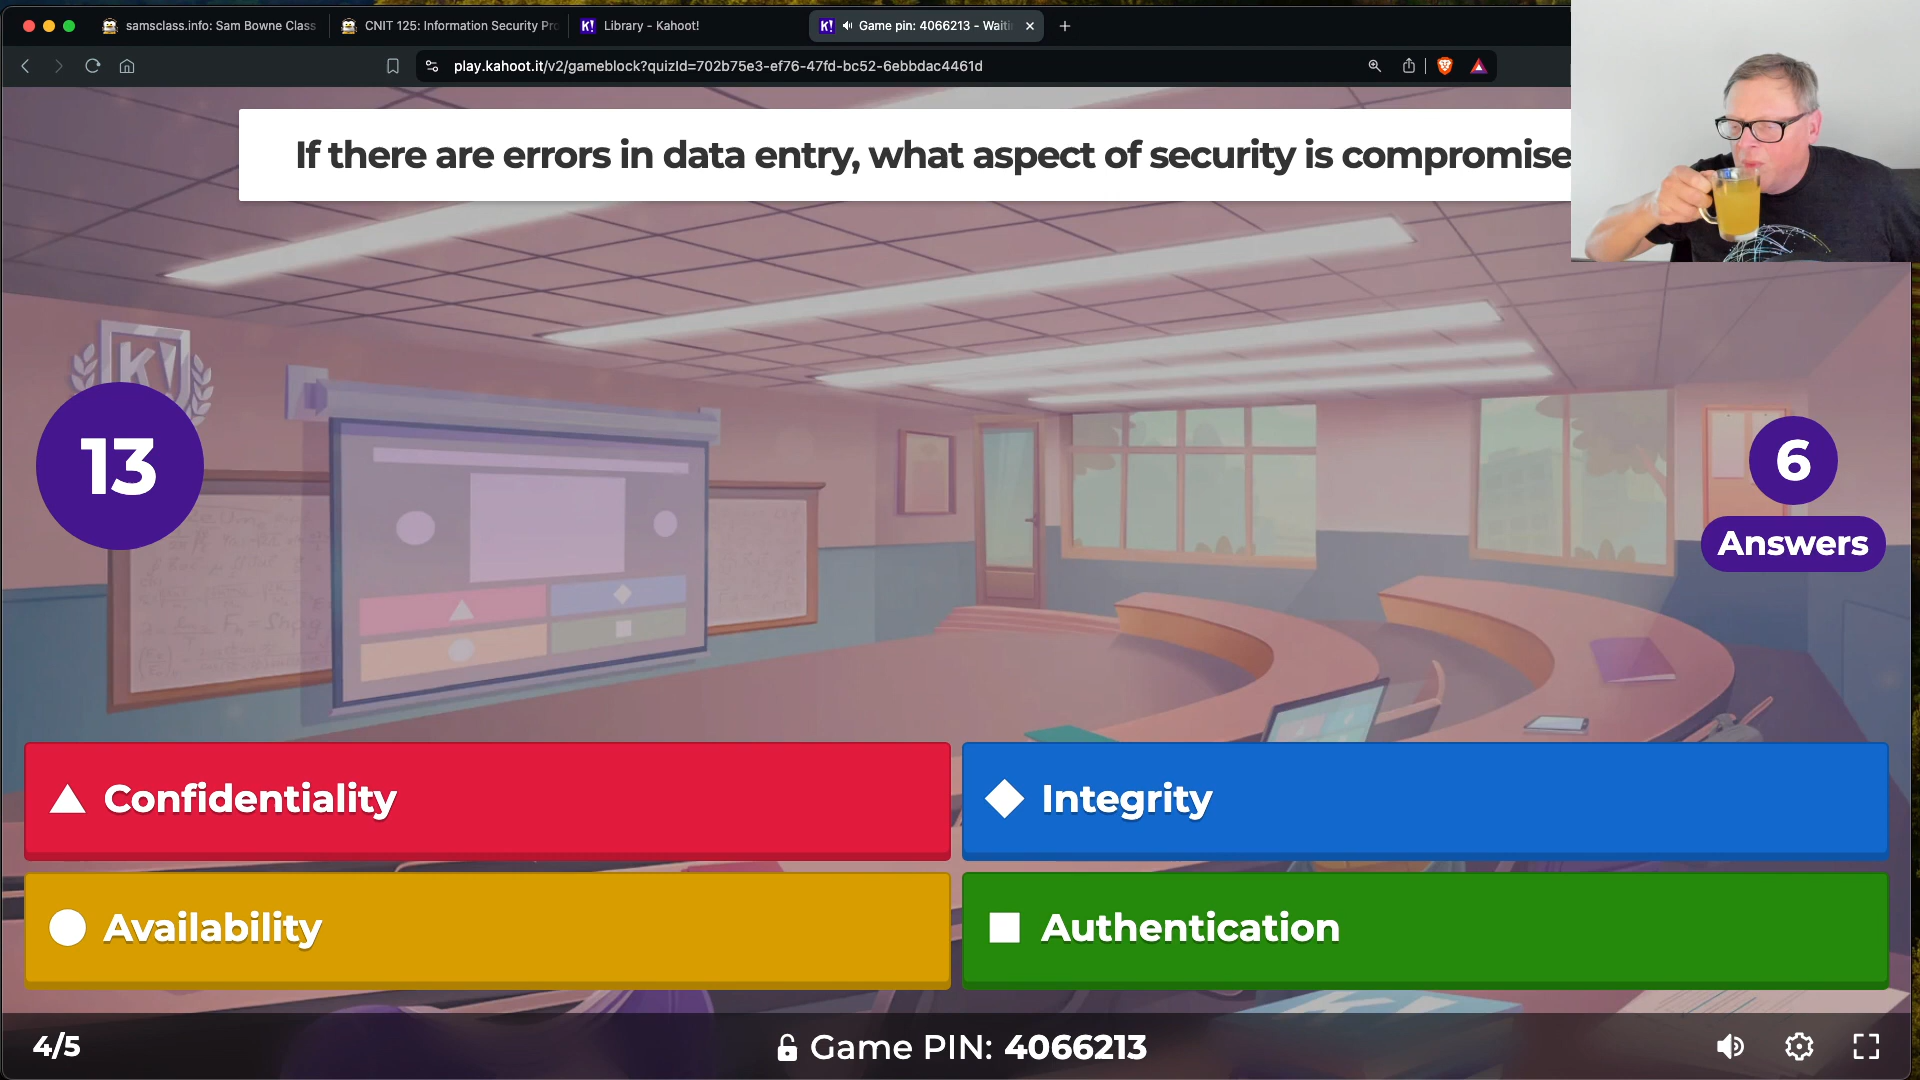 samsclass.info: Sam Bowne Class
CNIT 125: Information Security Pr
Library - Kahoot!
Game pin: 4066213 - Waiti
play.kahoot.it/v2/gameblock?quizId=702b75e3-ef76-47fd-bc52-6ebbdac4461d
If there are errors in data entry, what aspect of security is compromise
13
6
Answers
Confidentiality
Integrity
Availability
Authentication
4/5
Game PIN: 4066213